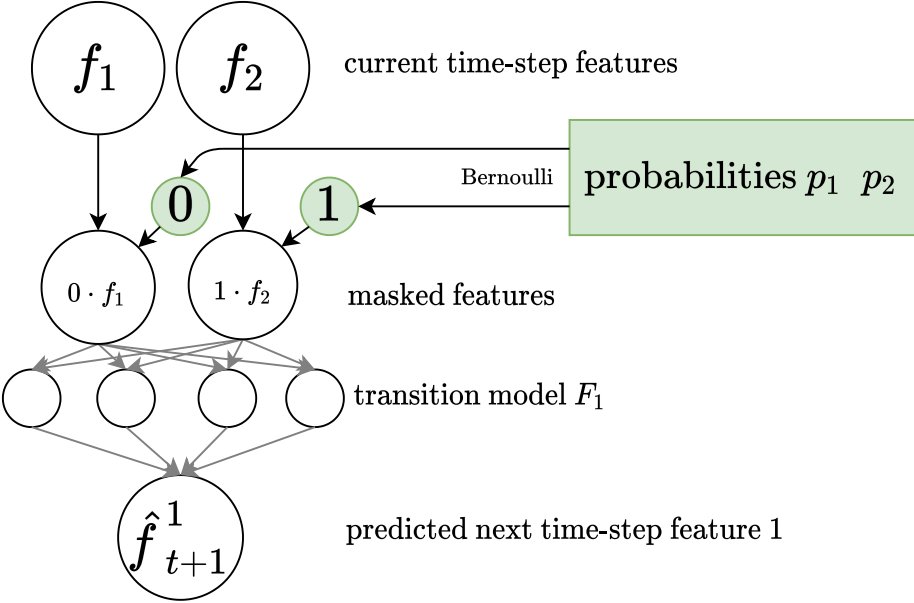 f₁ f₂ current time-step features
0 1 Bernoulli probabilities p₁ p₂
0 · f₁ 1 · f₂ masked features
transition model F₁
f̂¹ₜ₊₁ predicted next time-step feature 1